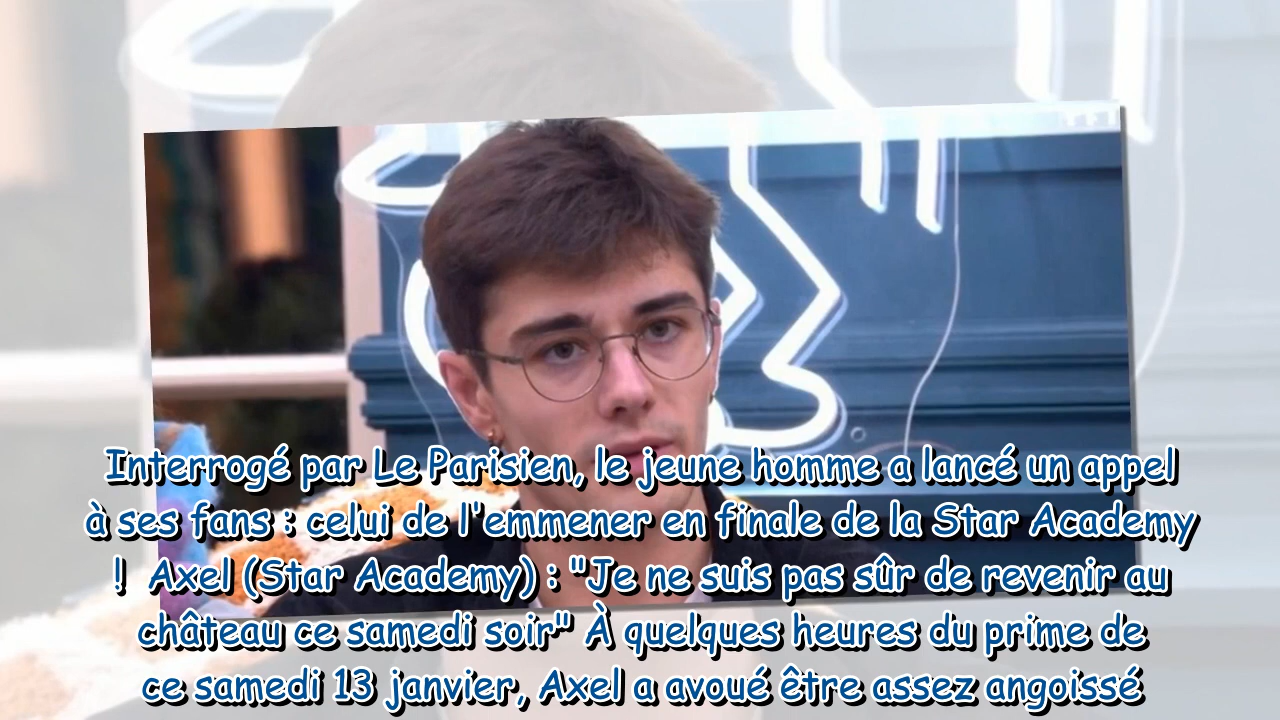 TF1
Interrogé par Le Parisien, le jeune homme a lancé un appel
à ses fans : celui de l'emmener en finale de la Star Academy
! Axel (Star Academy) : "Je ne suis pas sûr de revenir au
château ce samedi soir" À quelques heures du prime de
ce samedi 13 janvier, Axel a avoué être assez angoissé